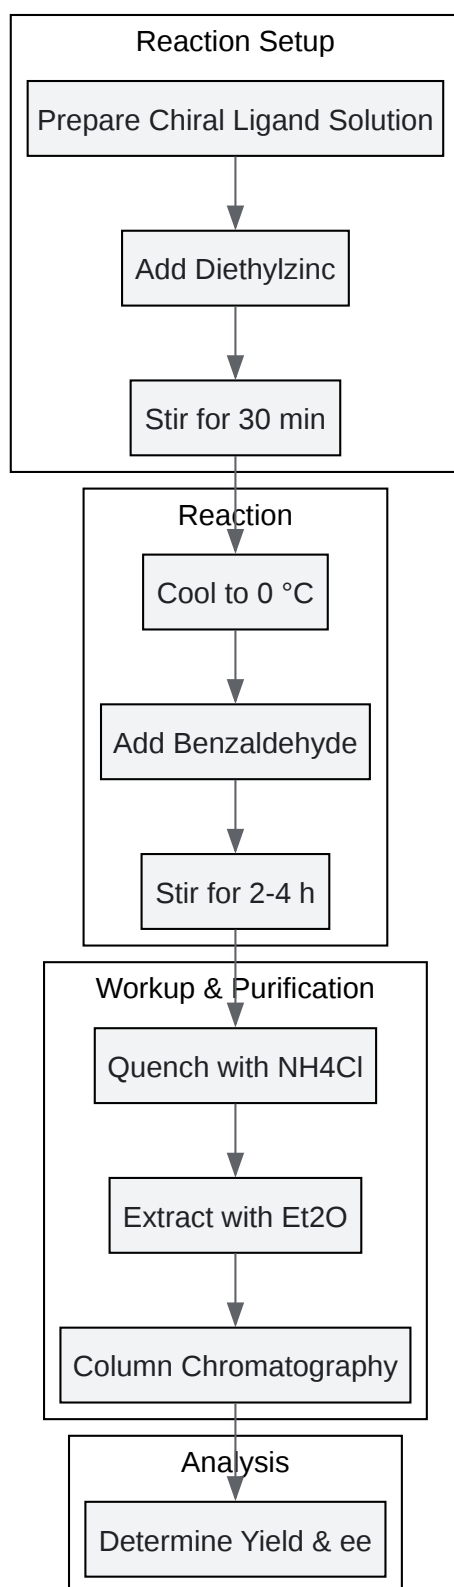 Reaction Setup
Prepare Chiral Ligand Solution
Add Diethylzinc
Stir for 30 min
Reaction
Cool to 0 °C
Add Benzaldehyde
Stir for 2-4 h
Workup & Purification
Quench with NH4Cl
Extract with Et2O
Column Chromatography
Analysis
Determine Yield & ee